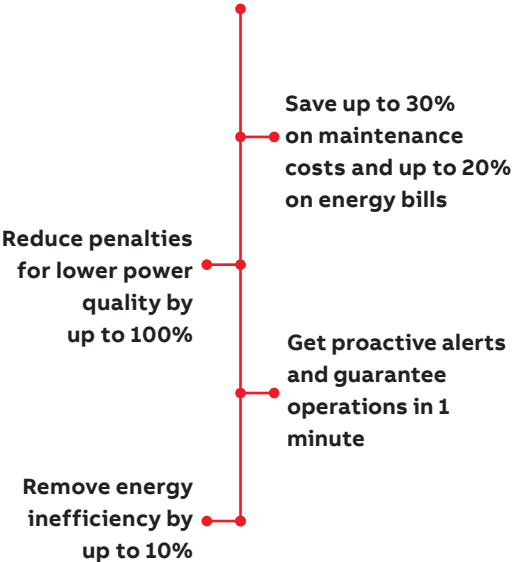 Save up to 30%
on maintenance
costs and up to 20%
on energy bills
Reduce penalties
for lower power
quality by
up to 100%
Get proactive alerts
and guarantee
operations in 1
minute
Remove energy
inefficiency by
up to 10%